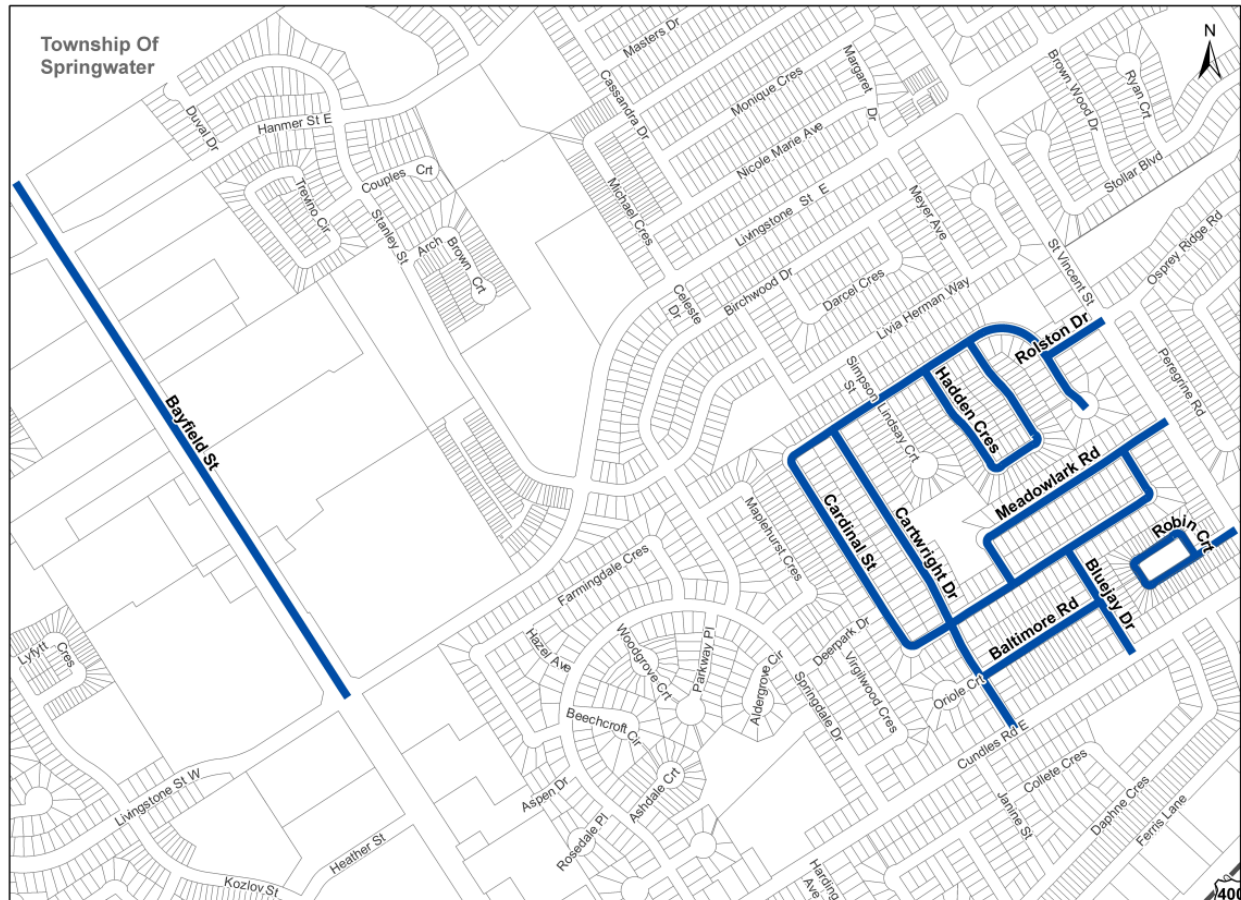 Township Of
Springwater
N
Masters Dr
Cassandra Dr
Monique Cres
Margaret Dr
Brown Wood Dr
Ryan Crt
Duval Dr
Hanmer St E
Nicole Marie Ave
Stollar Blvd
Couples Crt
Trewno Cir
Michael Cres
Livingstone St E
Meyer Ave
Stanley St
Arch Brown Crt
St Vincent St
Osprey Ridge Rd
Celeste Dr
Birchwood Dr
Darcel Cres
Livia Herman Way
Rolston Dr
Peregrine Rd
Simpson St
Lindsay Crt
Hadden Cres
Bayfield St
Meadowlark Rd
Maplehurst Cres
Cardinal St
Cartwright Dr
Robin Crt
Bluejay Dr
Farmingdale Cres
Baltimore Rd
Hazel Ave
Woodgrove Crt
Parkway Pl
Deerpark Dr
Lyfytt Cres
Aldergrove Cir
Virgilwood Cres
Springdale Dr
Oriole Crt
Beechcroft Cir
Cundles Rd E
Collete Cres
Livingstone St W
Aspen Dr
Ashdale Crt
Janine St
Daphne Cres
Ferris Lane
Rosedale Pl
Heather St
Kozlov St
Harding Ave
400